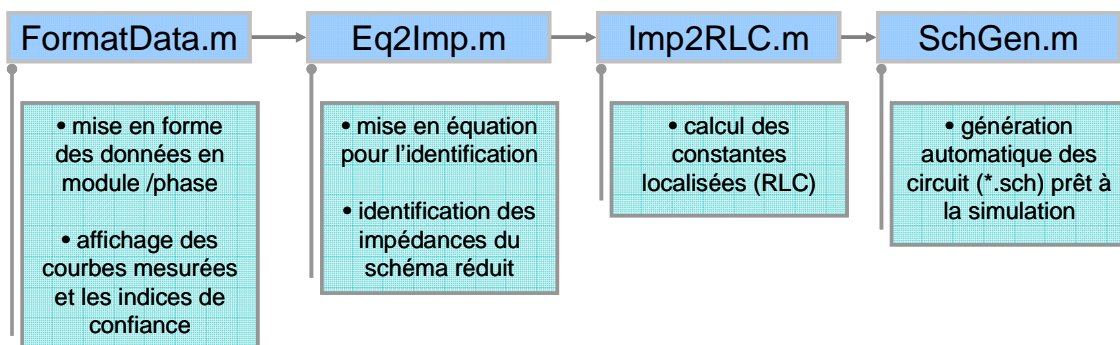 FormatData.m
Eq2Imp.m
Imp2RLC.m
SchGen.m
• mise en forme
des données en
module /phase
• affichage des
courbes mesurées
et les indices de
confiance
• mise en équation
pour l'identification
• identification des
impédances du
schéma réduit
• calcul des
constantes
localisées (RLC)
• génération
automatique des
circuit (*.sch) prêt à
la simulation